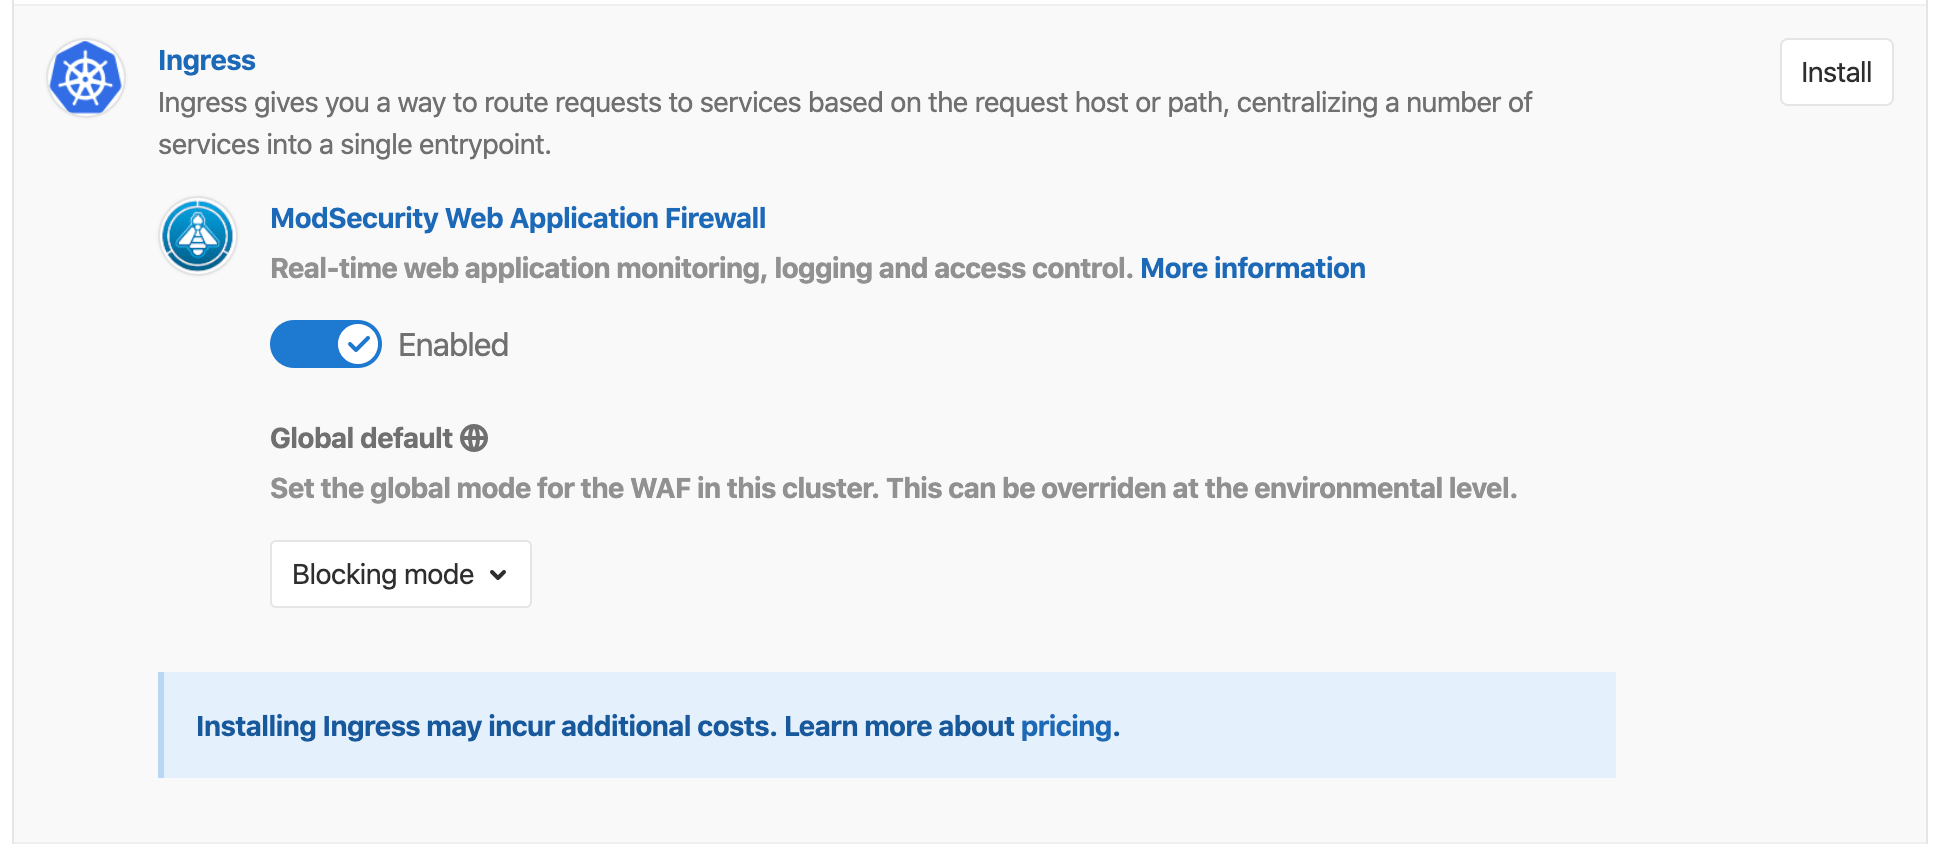 Ingress
Install
Ingress gives you a way to route requests to services based on the request host or path, centralizing a number of
services into a single entrypoint.
ModSecurity Web Application Firewall
Real-time web application monitoring, logging and access control. More information
Enabled
Global default
Set the global mode for the WAF in this cluster. This can be overriden at the environmental level.
Blocking mode
Installing Ingress may incur additional costs. Learn more about pricing.